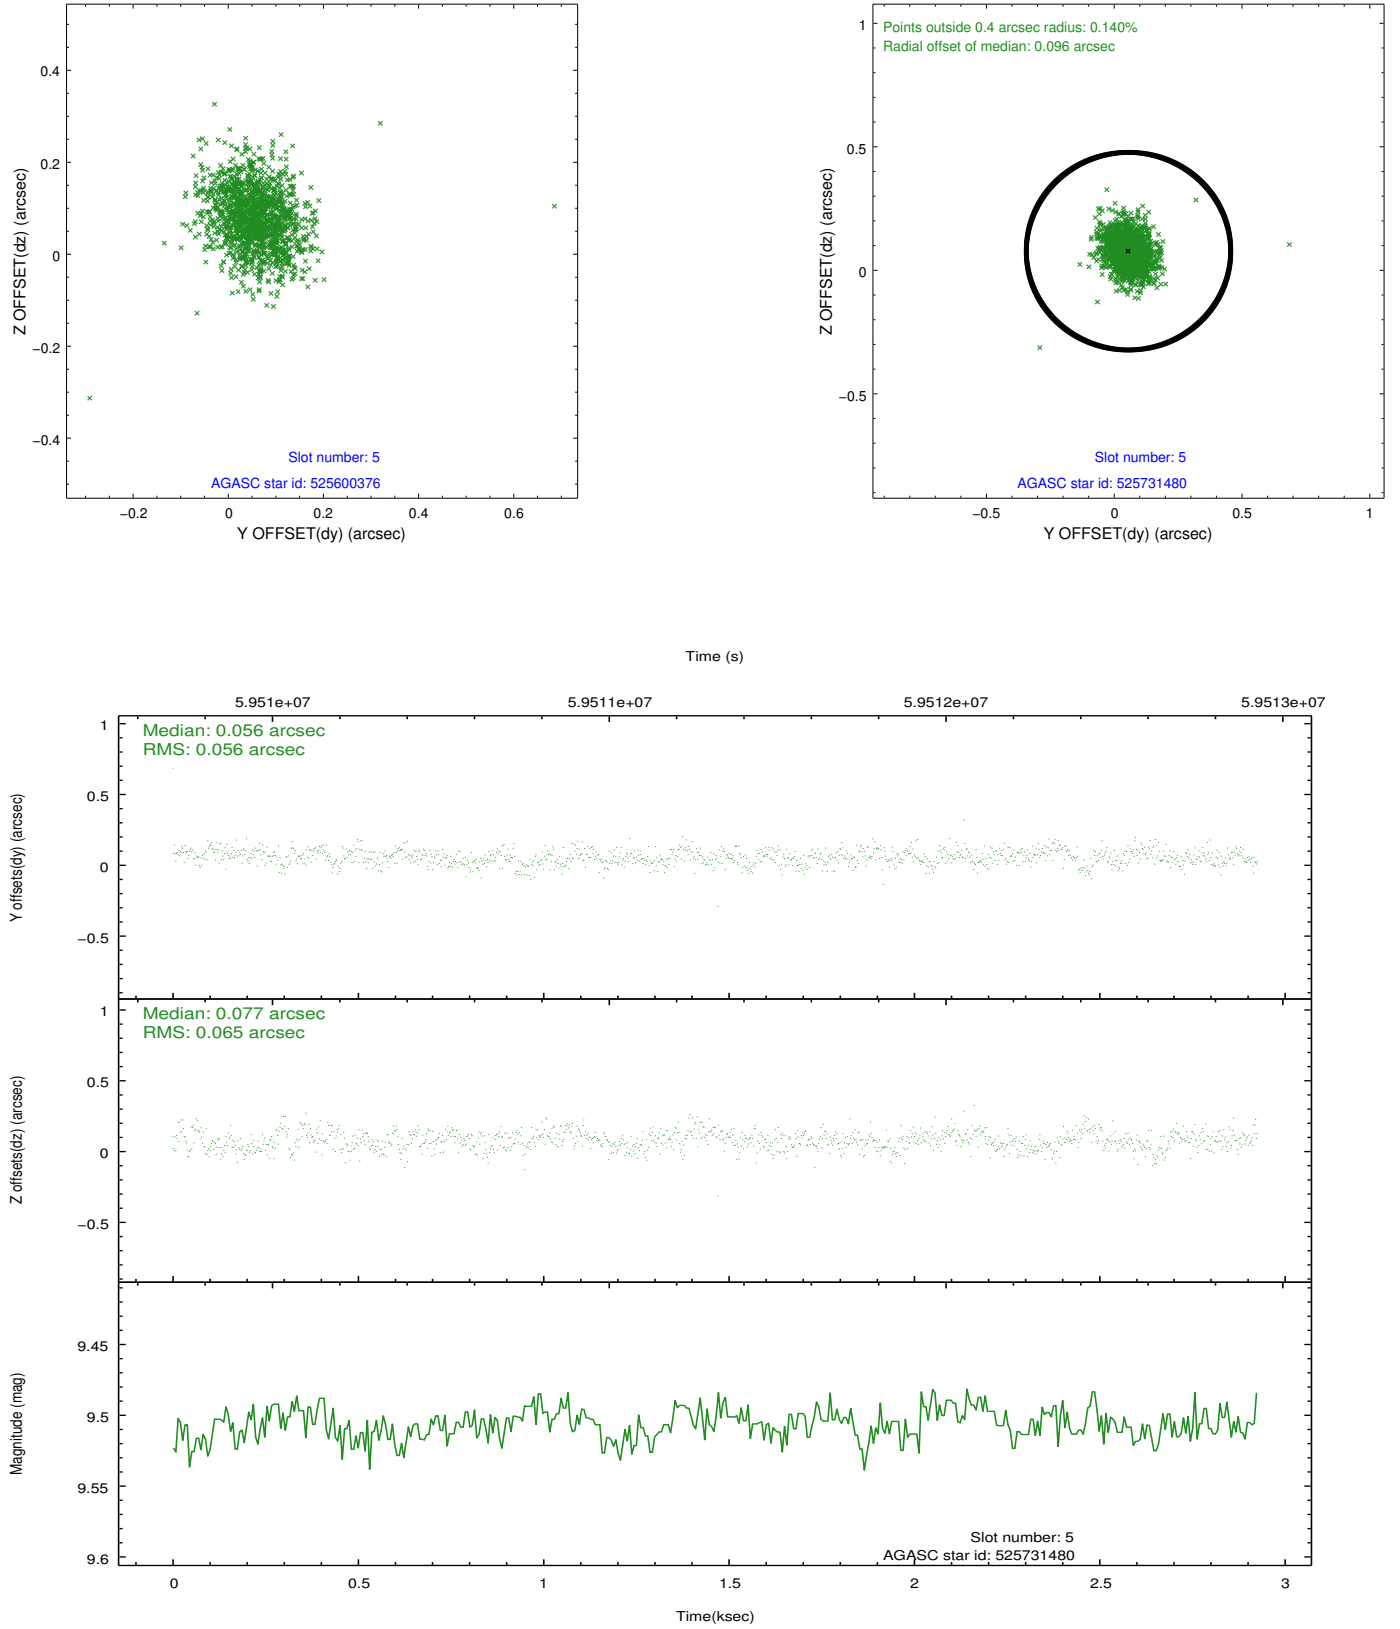 0.4
0.2
0
−0.2
−0.4
Z OFFSET(dz) (arcsec)
Slot number: 5
AGASC star id: 525600376
−0.2 0 0.2 0.4 0.6
Y OFFSET(dy) (arcsec)
Points outside 0.4 arcsec radius: 0.140%
Radial offset of median: 0.096 arcsec
1
0.5
0
−0.5
Z OFFSET(dz) (arcsec)
Slot number: 5
AGASC star id: 525731480
−0.5 0 0.5 1
Y OFFSET(dy) (arcsec)
Time (s)
5.951e+07 5.9511e+07 5.9512e+07 5.9513e+07
Median: 0.056 arcsec
RMS: 0.056 arcsec
1
0.5
0
−0.5
Y offsets(dy) (arcsec)
Median: 0.077 arcsec
RMS: 0.065 arcsec
1
0.5
0
−0.5
Z offsets(dz) (arcsec)
9.45
9.5
9.55
9.6
Magnitude (mag)
Slot number: 5
AGASC star id: 525731480
0 0.5 1 1.5 2 2.5 3
Time(ksec)